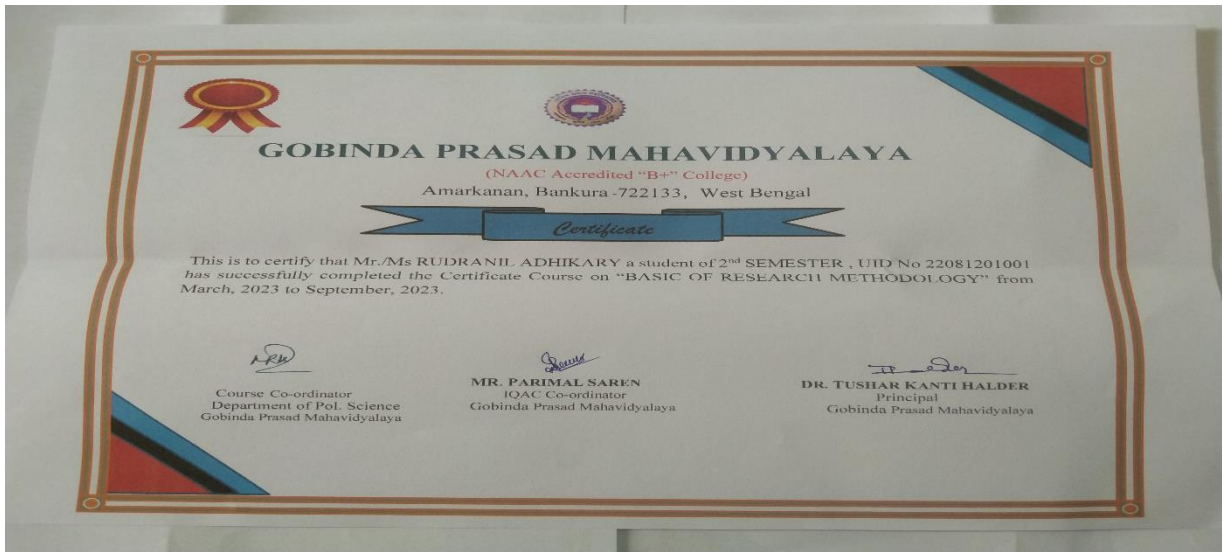 GOBINDA PRASAD MAHAVIDYALAYA
(NAAC Accredited “B+” College)
Amarkanan, Bankura -722133, West Bengal
Certificate
This is to certify that Mr./Ms RUDRANIL ADHIKARY a student of 2nd SEMESTER , UID No 22081201001
has successfully completed the Certificate Course on “BASIC OF RESEARCH METHODOLOGY” from
March, 2023 to September, 2023.
Course Co-ordinator
Department of Pol. Science
Gobinda Prasad Mahavidyalaya
MR. PARIMAL SAREN
IQAC Co-ordinator
Gobinda Prasad Mahavidyalaya
DR. TUSHAR KANTI HALDER
Principal
Gobinda Prasad Mahavidyalaya